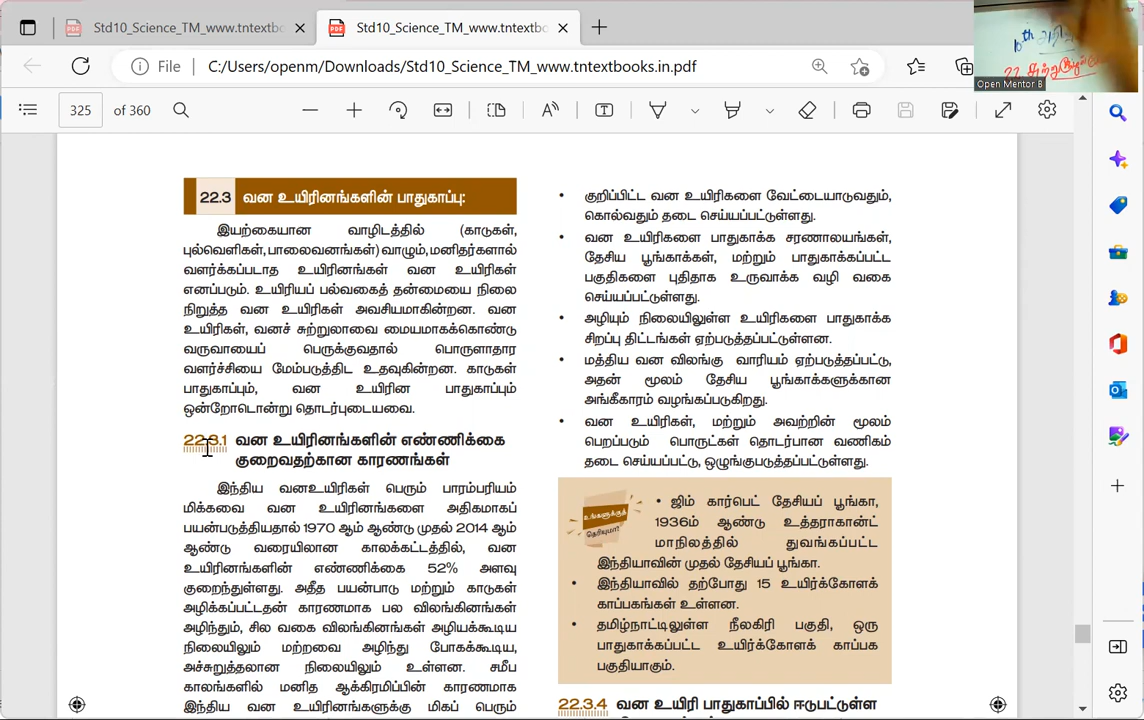 Std10_Science_TM_www.tntextbo
Std10_Science_TM_www.tntextbo
File
C:/Users/openm/Downloads/Std10_Science_TM_www.tntextbooks.in.pdf
10th
22.
Open Mentor B
325 of 360
22.3 வன உயிரினங்களின் பாதுகாப்பு:
இயற்கையான வாழிடத்தில் (காடுகள்,
புல்வெளிகள், பாலைவனங்கள்) வாழும், மனிதர்களால்
வளர்க்கப்படாத உயிரினங்கள் வன உயிரிகள்
எனப்படும். உயிரியப் பல்வகைத் தன்மையை நிலை
நிறுத்த வன உயிரிகள் அவசியமாகின்றன. வன
உயிரிகள், வனச் சுற்றுலாவை மையமாகக்கொண்டு
வருவாயைப் பெருக்குவதால் பொருளாதார
வளர்ச்சியை மேம்படுத்திட உதவுகின்றன. காடுகள்
பாதுகாப்பும், வன உயிரின பாதுகாப்பும்
ஒன்றோடொன்று தொடர்புடையவை.
22.3.1 வன உயிரினங்களின் எண்ணிக்கை
குறைவதற்கான காரணங்கள்
இந்திய வனஉயிரிகள் பெரும் பாரம்பரியம்
மிக்கவை வன உயிரினங்களை அதிகமாகப்
பயன்படுத்தியதால் 1970 ஆம் ஆண்டு முதல் 2014 ஆம்
ஆண்டு வரையிலான காலக்கட்டத்தில், வன
உயிரினங்களின் எண்ணிக்கை 52% அளவு
குறைந்துள்ளது. அதீத பயன்பாடு மற்றும் காடுகள்
அழிக்கப்பட்டதன் காரணமாக பல விலங்கினங்கள்
அழிந்தும், சில வகை விலங்கினங்கள் அழியக்கூடிய
நிலையிலும் மற்றவை அழிந்து போகக்கூடிய,
அச்சுறுத்தலான நிலையிலும் உள்ளன. சமீப
காலங்களில் மனித ஆக்கிரமிப்பின் காரணமாக
இந்திய வன உயிரினங்களுக்கு மிகப் பெரும்
• குறிப்பிட்ட வன உயிரிகளை வேட்டையாடுவதும்,
கொல்வதும் தடை செய்யப்பட்டுள்ளது.
• வன உயிரிகளை பாதுகாக்க சரணாலயங்கள்,
தேசிய பூங்காக்கள், மற்றும் பாதுகாக்கப்பட்ட
பகுதிகளை புதிதாக உருவாக்க வழி வகை
செய்யப்பட்டுள்ளது.
• அழியும் நிலையிலுள்ள உயிரிகளை பாதுகாக்க
சிறப்பு திட்டங்கள் ஏற்படுத்தப்பட்டுள்ளன.
• மத்திய வன விலங்கு வாரியம் ஏற்படுத்தப்பட்டு,
அதன் மூலம் தேசிய பூங்காக்களுக்கான
அங்கீகாரம் வழங்கப்படுகிறது.
• வன உயிரிகள், மற்றும் அவற்றின் மூலம்
பெறப்படும் பொருட்கள் தொடர்பான வணிகம்
தடை செய்யப்பட்டு, ஒழுங்குபடுத்தப்பட்டுள்ளது.
உங்களுக்குத்
தெரியுமா?
• ஜிம் கார்பெட் தேசியப் பூங்கா,
1936ம் ஆண்டு உத்தராகான்ட்
மாநிலத்தில் துவங்கப்பட்ட
இந்தியாவின் முதல் தேசியப் பூங்கா.
• இந்தியாவில் தற்போது 15 உயிர்க்கோளக்
காப்பகங்கள் உள்ளன.
• தமிழ்நாட்டிலுள்ள நீலகிரி பகுதி, ஒரு
பாதுகாக்கப்பட்ட உயிர்க்கோள காப்பக
பகுதியாகும்.
22.3.4 வன உயிரி பாதுகாப்பில் ஈடுபட்டுள்ள